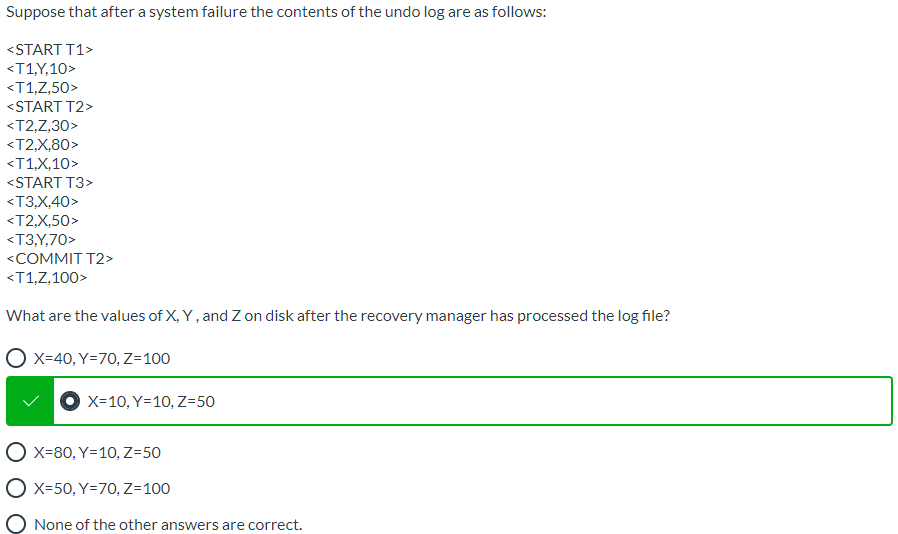 Suppose that after a system failure the contents of the undo log are as follows:
<START T1>
<T1,Y,10>
<T1,Z,50>
<START T2>
<T2,Z,30>
<T2,X,80>
<T1,X,10>
<START T3>
<T3,X,40>
<T2,X,50>
<T3,Y,70>
<COMMIT T2>
<T1,Z,100>
What are the values of X, Y , and Z on disk after the recovery manager has processed the log file?
X=40, Y=70, Z=100
X=10, Y=10, Z=50
X=80, Y=10, Z=50
X=50, Y=70, Z=100
None of the other answers are correct.